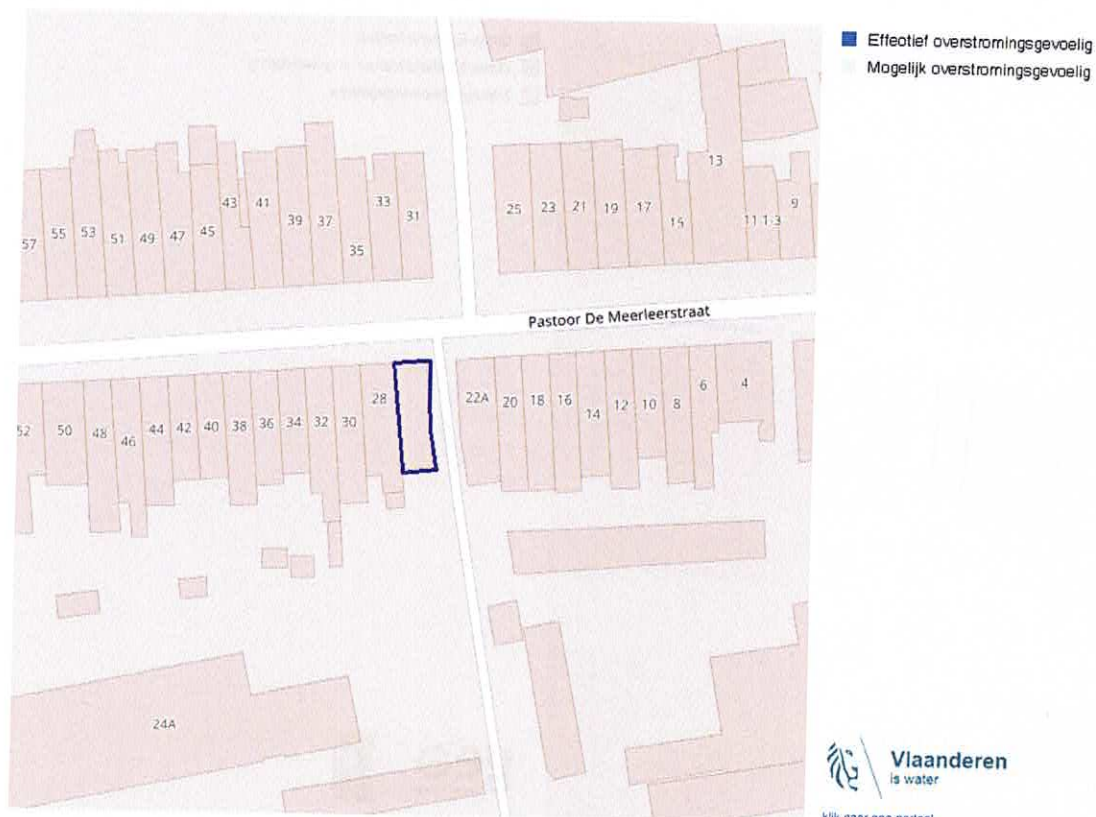 Effectief overstromingsgevoelig
Mogelijk overstromingsgevoelig
57 55 53 51 49 47 45 43 41 39 37 35 33 31
25 23 21 19 17 15 13 11 1-3 9
Pastoor De Meerleerstraat
52 50 48 46 44 42 40 38 36 34 32 30 28
22A 20 18 16 14 12 10 8 6 4
24A
Vlaanderen
is water